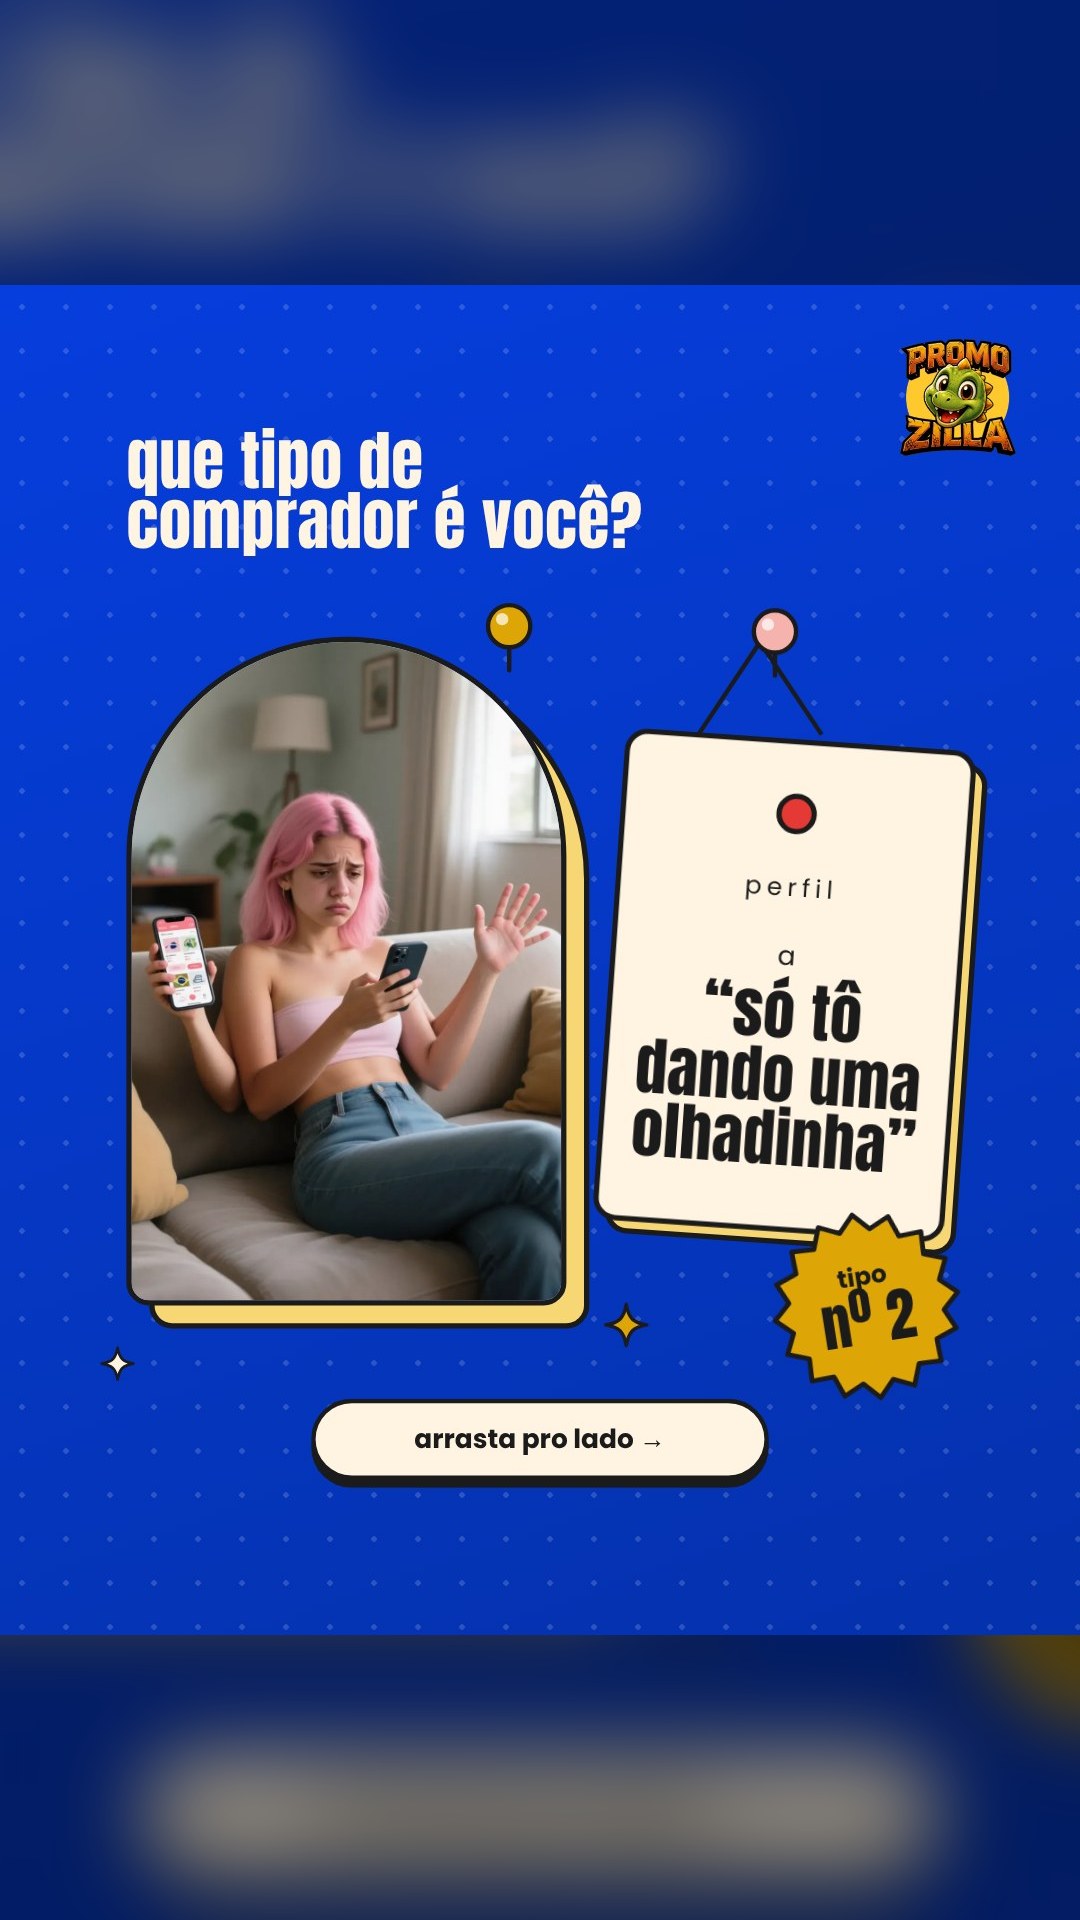 PROMO
ZILLA
que tipo de
comprador é você?
perfil
a
“só tô
dando uma
olhadinha”
tipo
nº 2
arrasta pro lado →